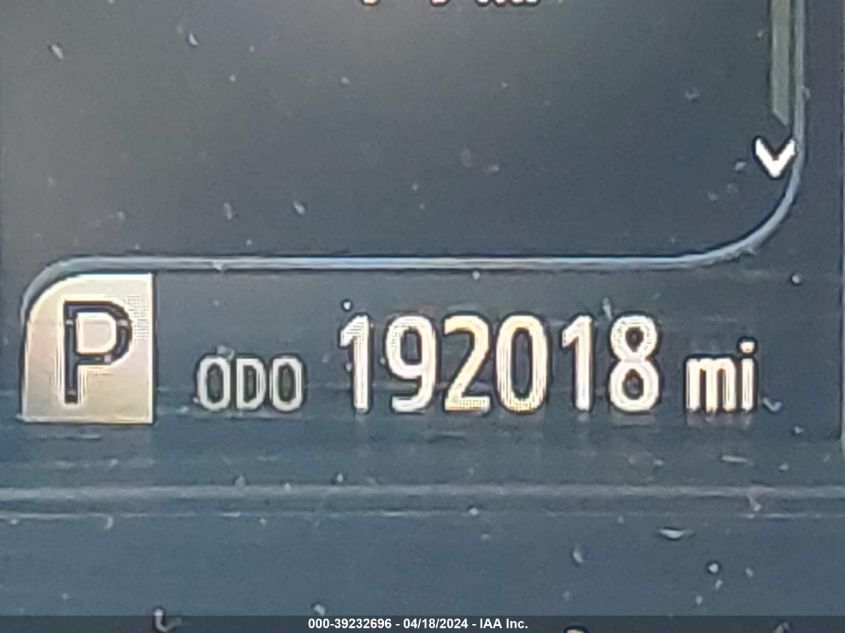 P ODO 192018 mi
000-39232696 - 04/18/2024 - IAA Inc.